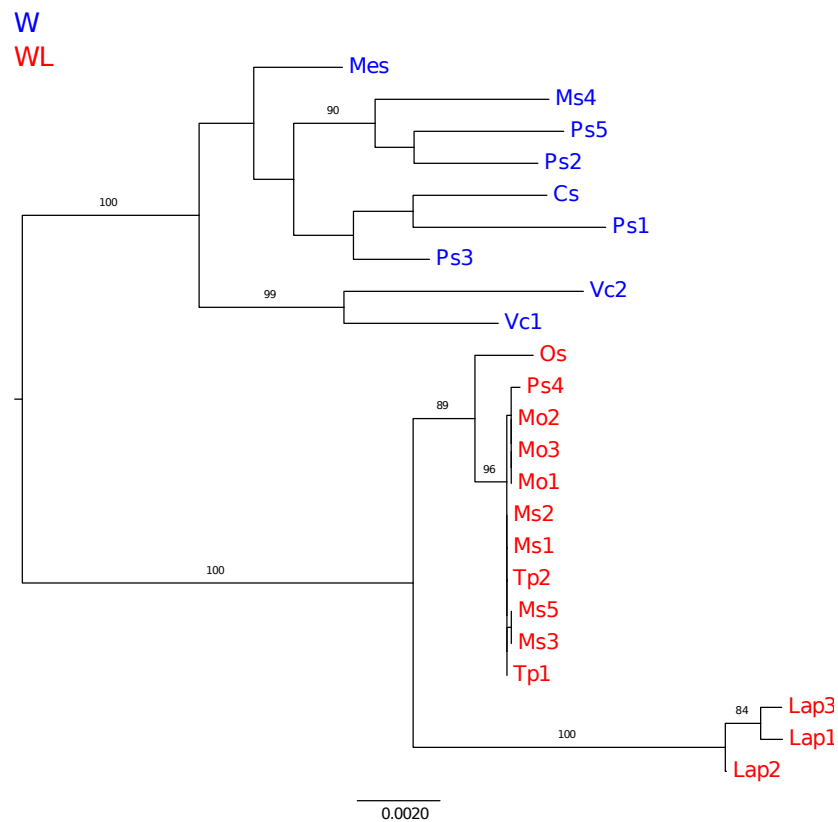 W
WL
Mes
Ms4
90
Ps5
Ps2
Cs
100
Ps1
Ps3
Vc2
99
Vc1
Os
Ps4
89
Mo2
Mo3
96
Mo1
Ms2
Ms1
100
Tp2
Ms5
Ms3
Tp1
Lap3
84
Lap1
100
Lap2
0.0020